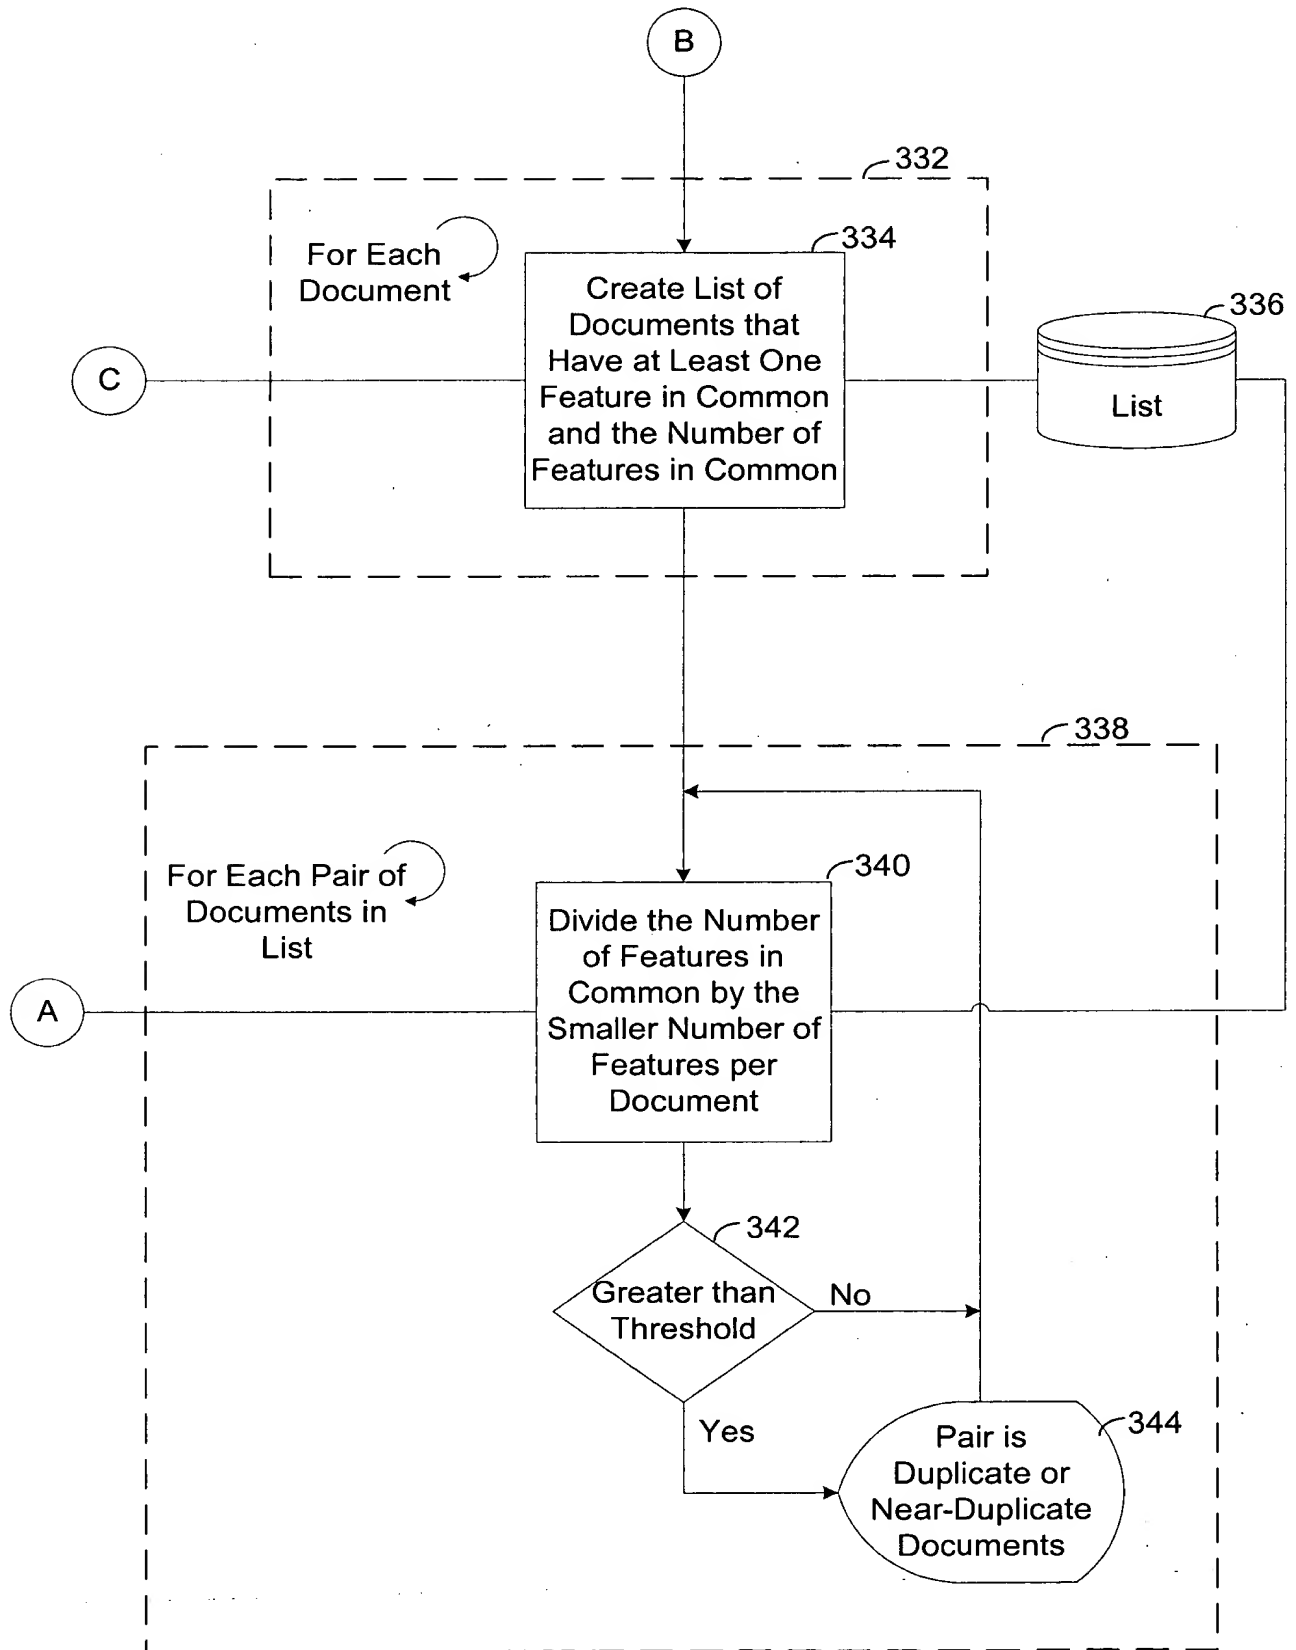 B
332
For Each
Document
334
Create List of
Documents that
Have at Least One
Feature in Common
and the Number of
Features in Common
336
List
C
338
For Each Pair of
Documents in
List
340
Divide the Number
of Features in
Common by the
Smaller Number of
Features per
Document
A
342
Greater than
Threshold
No
Yes
344
Pair is
Duplicate or
Near-Duplicate
Documents